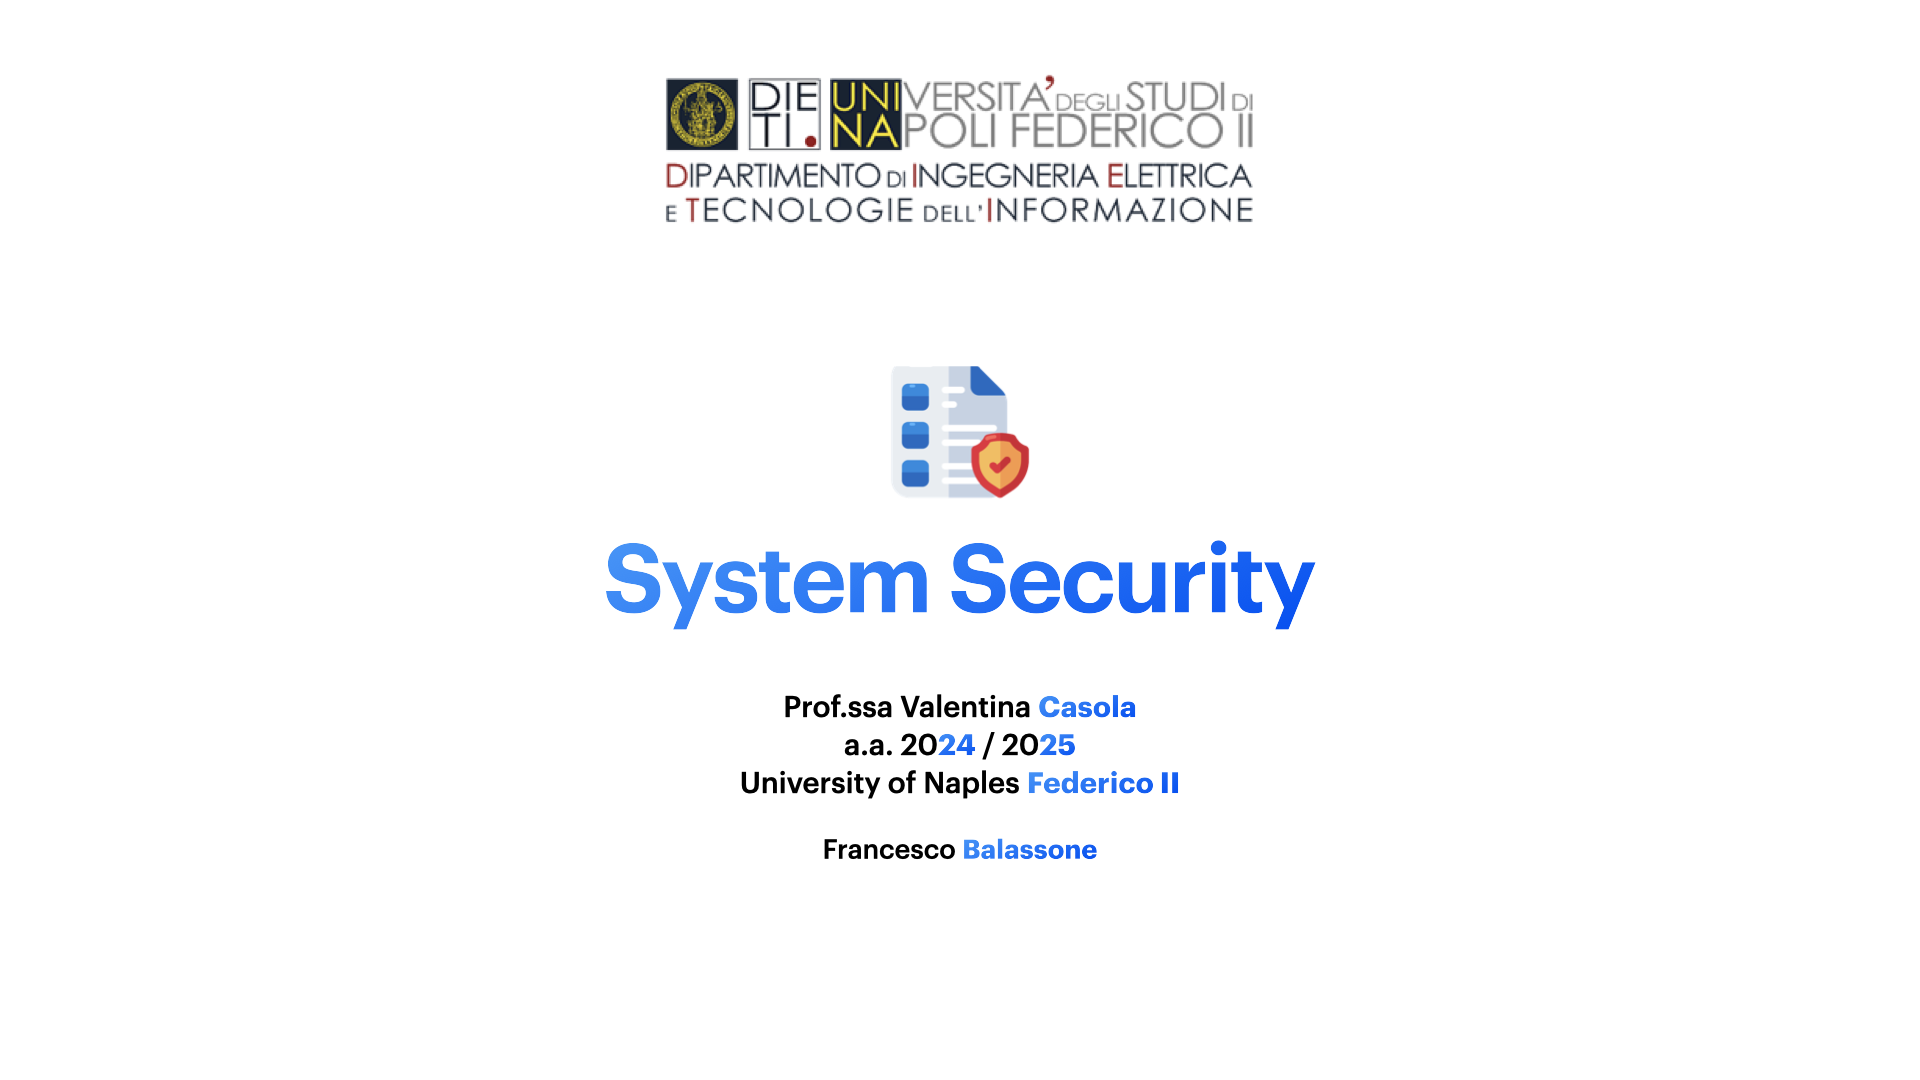 DIE
TI.
UNIVERSITA' DEGLI STUDI DI
NAPOLI FEDERICO II
DIPARTIMENTO DI INGEGNERIA ELETTRICA
E TECNOLOGIE DELL'INFORMAZIONE
System Security
Prof.ssa Valentina Casola
a.a. 2024 / 2025
University of Naples Federico II
Francesco Balassone